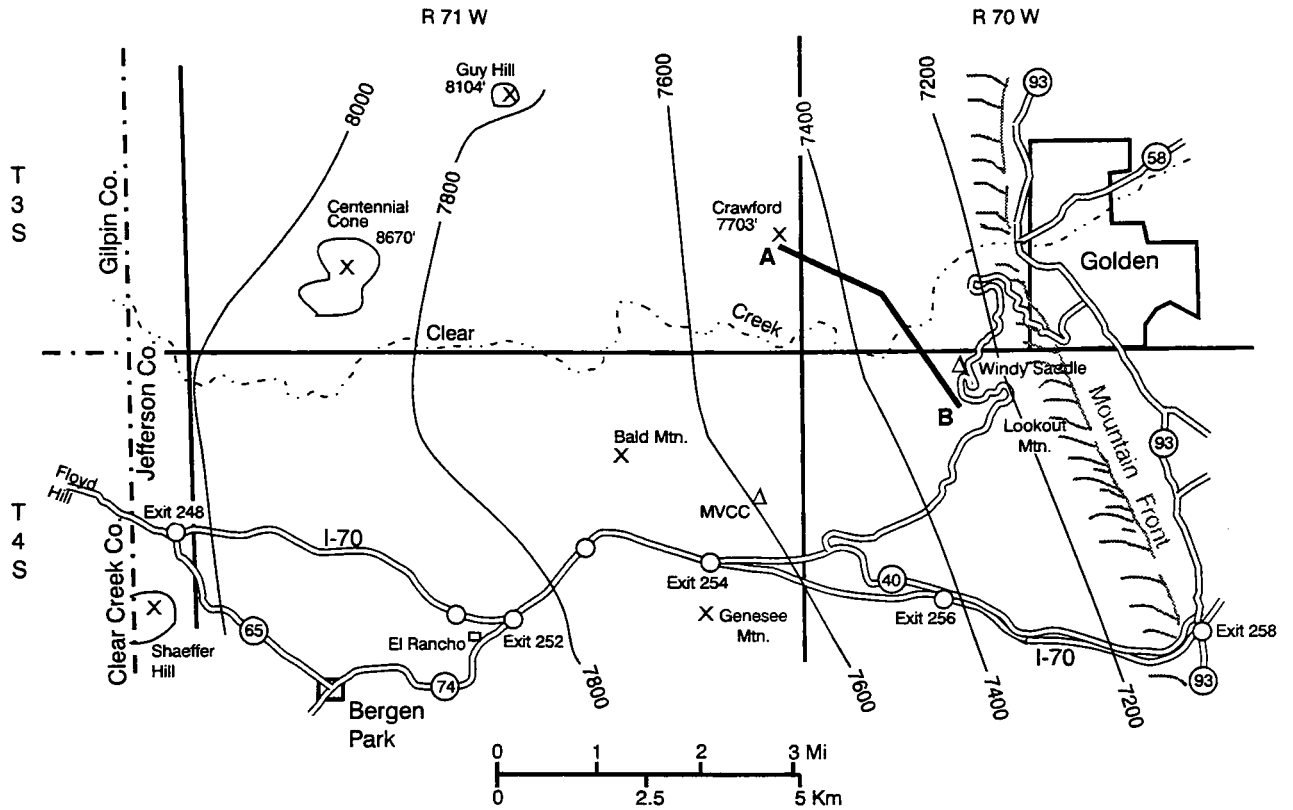 R 71 W
R 70 W
Guy Hill
8104'
8000
7600
7200
93
7400
58
T
3
S
Gilpin Co.
7800
Centennial
Cone
8670'
Crawford
7703'
A
Golden
Clear
Creek
Jefferson Co.
Windy Saddle
B
Lookout
Mtn.
Mountain Front
93
Bald Mtn.
Floyd
Hill
T
4
S
Exit 248
I-70
MVCC
Exit 254
40
Exit 256
Genesee
Mtn.
Clear Creek Co.
Shaeffer
Hill
65
El Rancho
Exit 252
Exit 258
I-70
93
74
7800
7600
7400
7200
Bergen
Park
0 1 2 3 Mi
0 2.5 5 Km